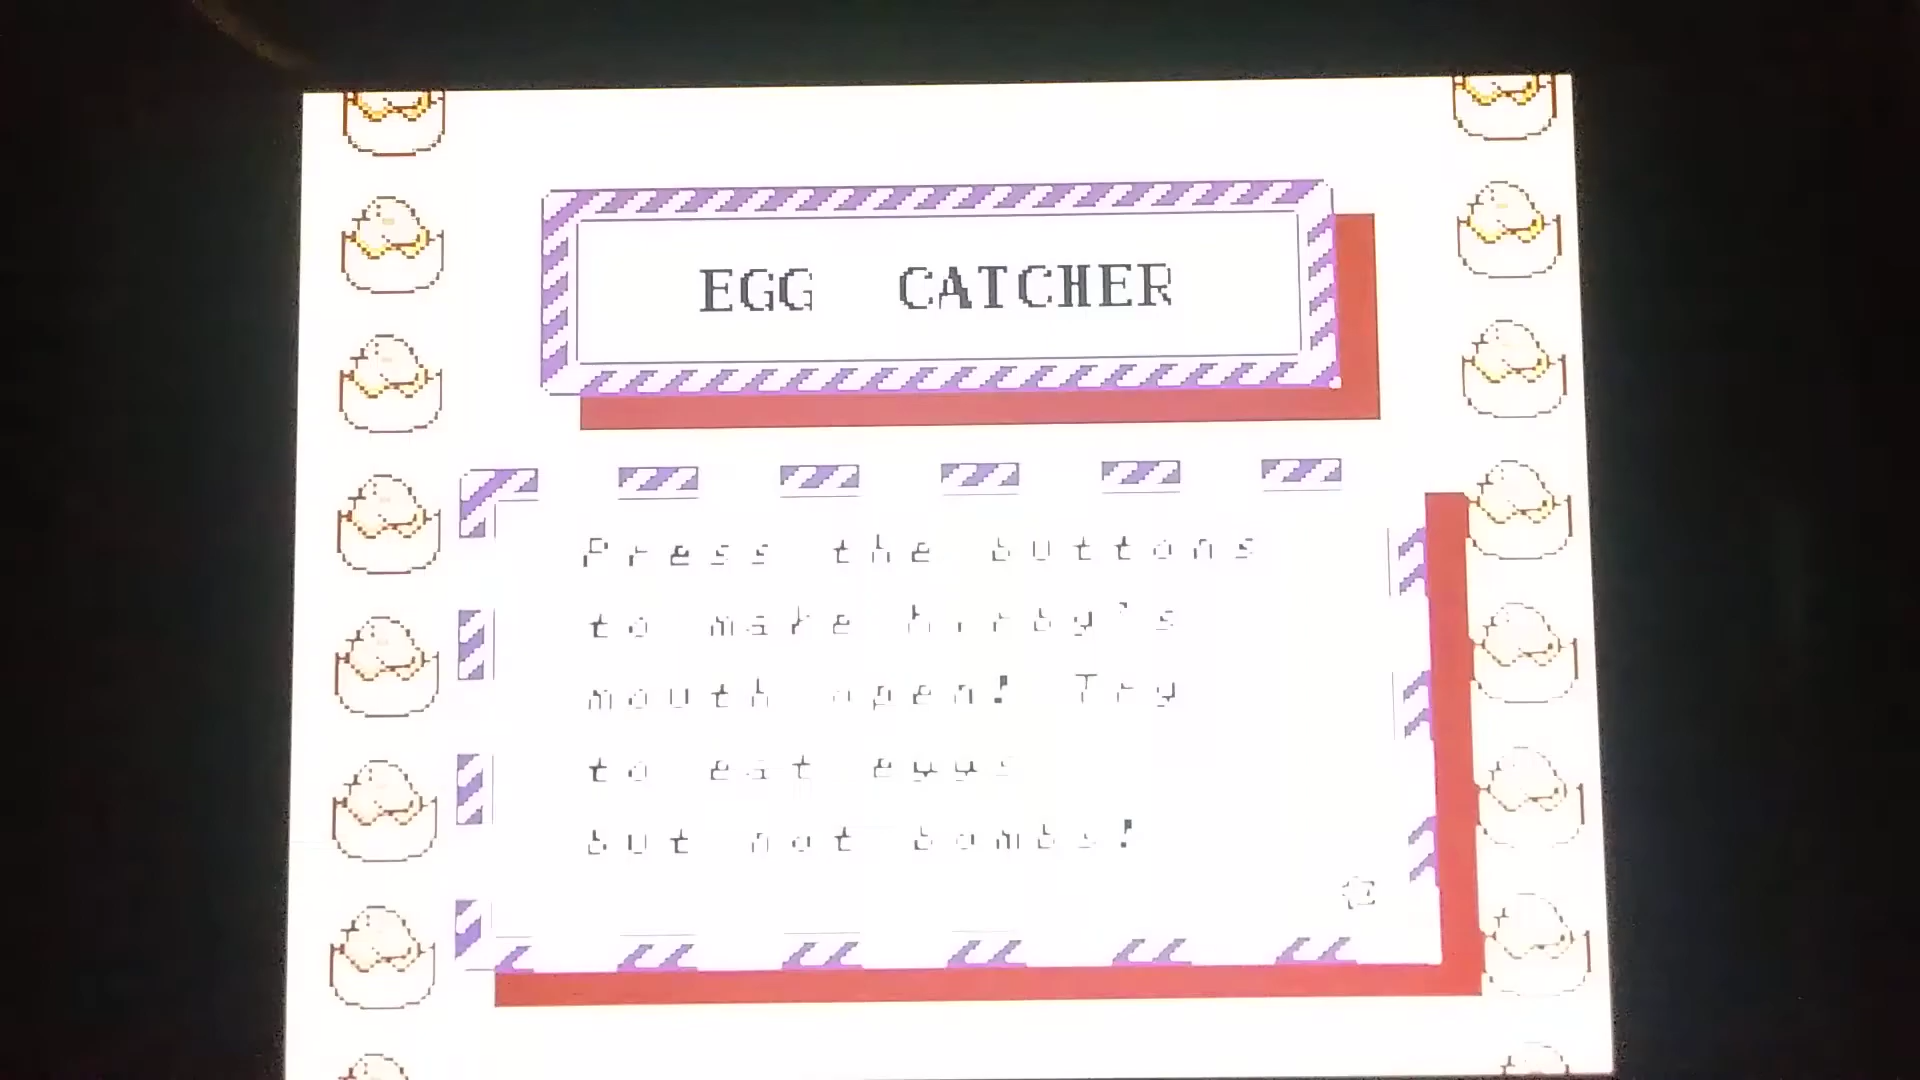 EGG CATCHER
Press the buttons
to make kirby's
mouth open! Try
to eat eggs
but not bombs!